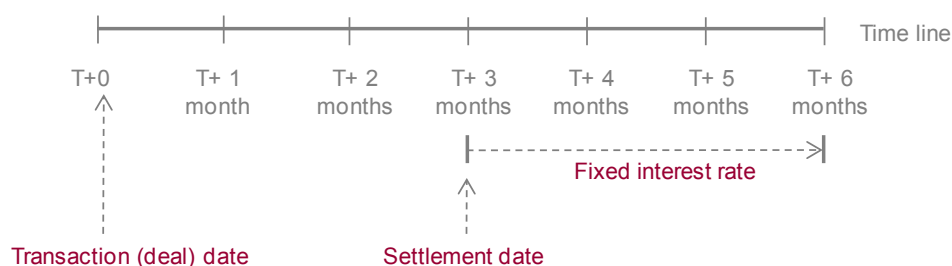 Time line
T+0
T+ 1
month
T+ 2
months
T+ 3
months
T+ 4
months
T+ 5
months
T+ 6
months
Fixed interest rate
Transaction (deal) date
Settlement date